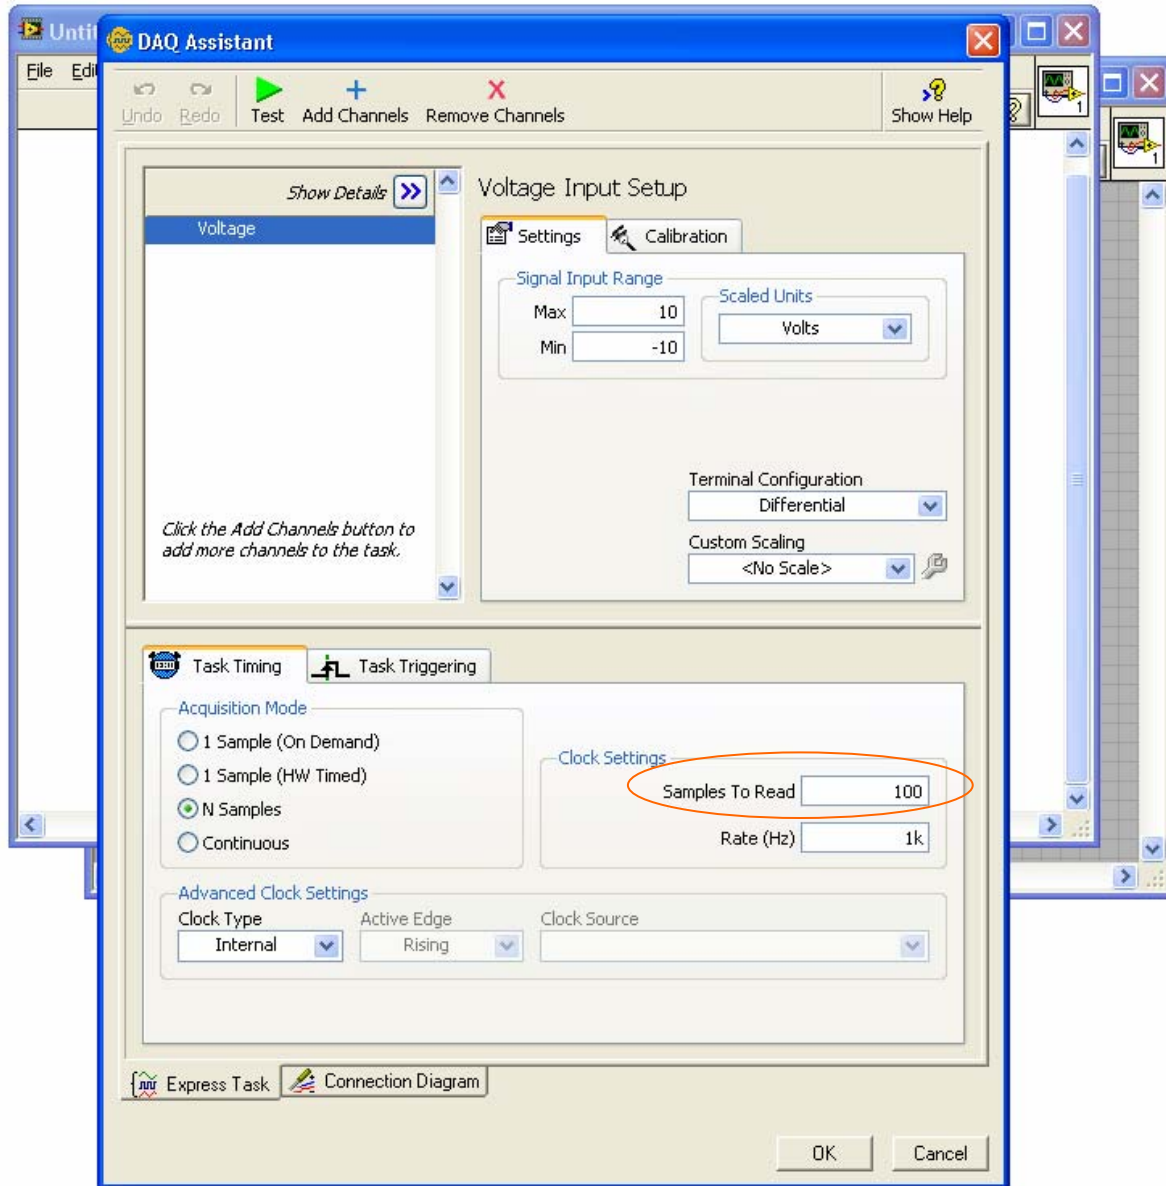 Untit
DAQ Assistant
File Edi
Undo Redo Test Add Channels Remove Channels Show Help
1
1
Show Details
Voltage
Click the Add Channels button to
add more channels to the task.
Voltage Input Setup
Settings Calibration
Signal Input Range
Max 10
Min -10
Scaled Units
Volts
Terminal Configuration
Differential
Custom Scaling
<No Scale>
Task Timing Task Triggering
Acquisition Mode
1 Sample (On Demand)
1 Sample (HW Timed)
N Samples
Continuous
Clock Settings
Samples To Read 100
Rate (Hz) 1k
Advanced Clock Settings
Clock Type Active Edge Clock Source
Internal Rising
Express Task Connection Diagram
OK Cancel